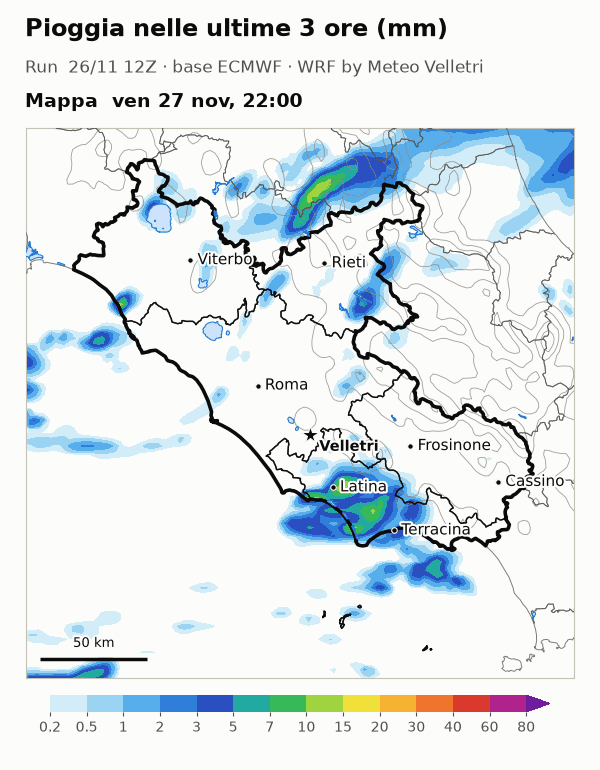 Pioggia nelle ultime 3 ore (mm)
Run  26/11 12Z · base ECMWF · WRF by Meteo Velletri
Mappa  ven 27 nov, 22:00
Viterbo
Rieti
Roma
Velletri
Frosinone
Cassino
Latina
Terracina
50 km
0.2 0.5 1 2 3 5 7 10 15 20 30 40 60 80